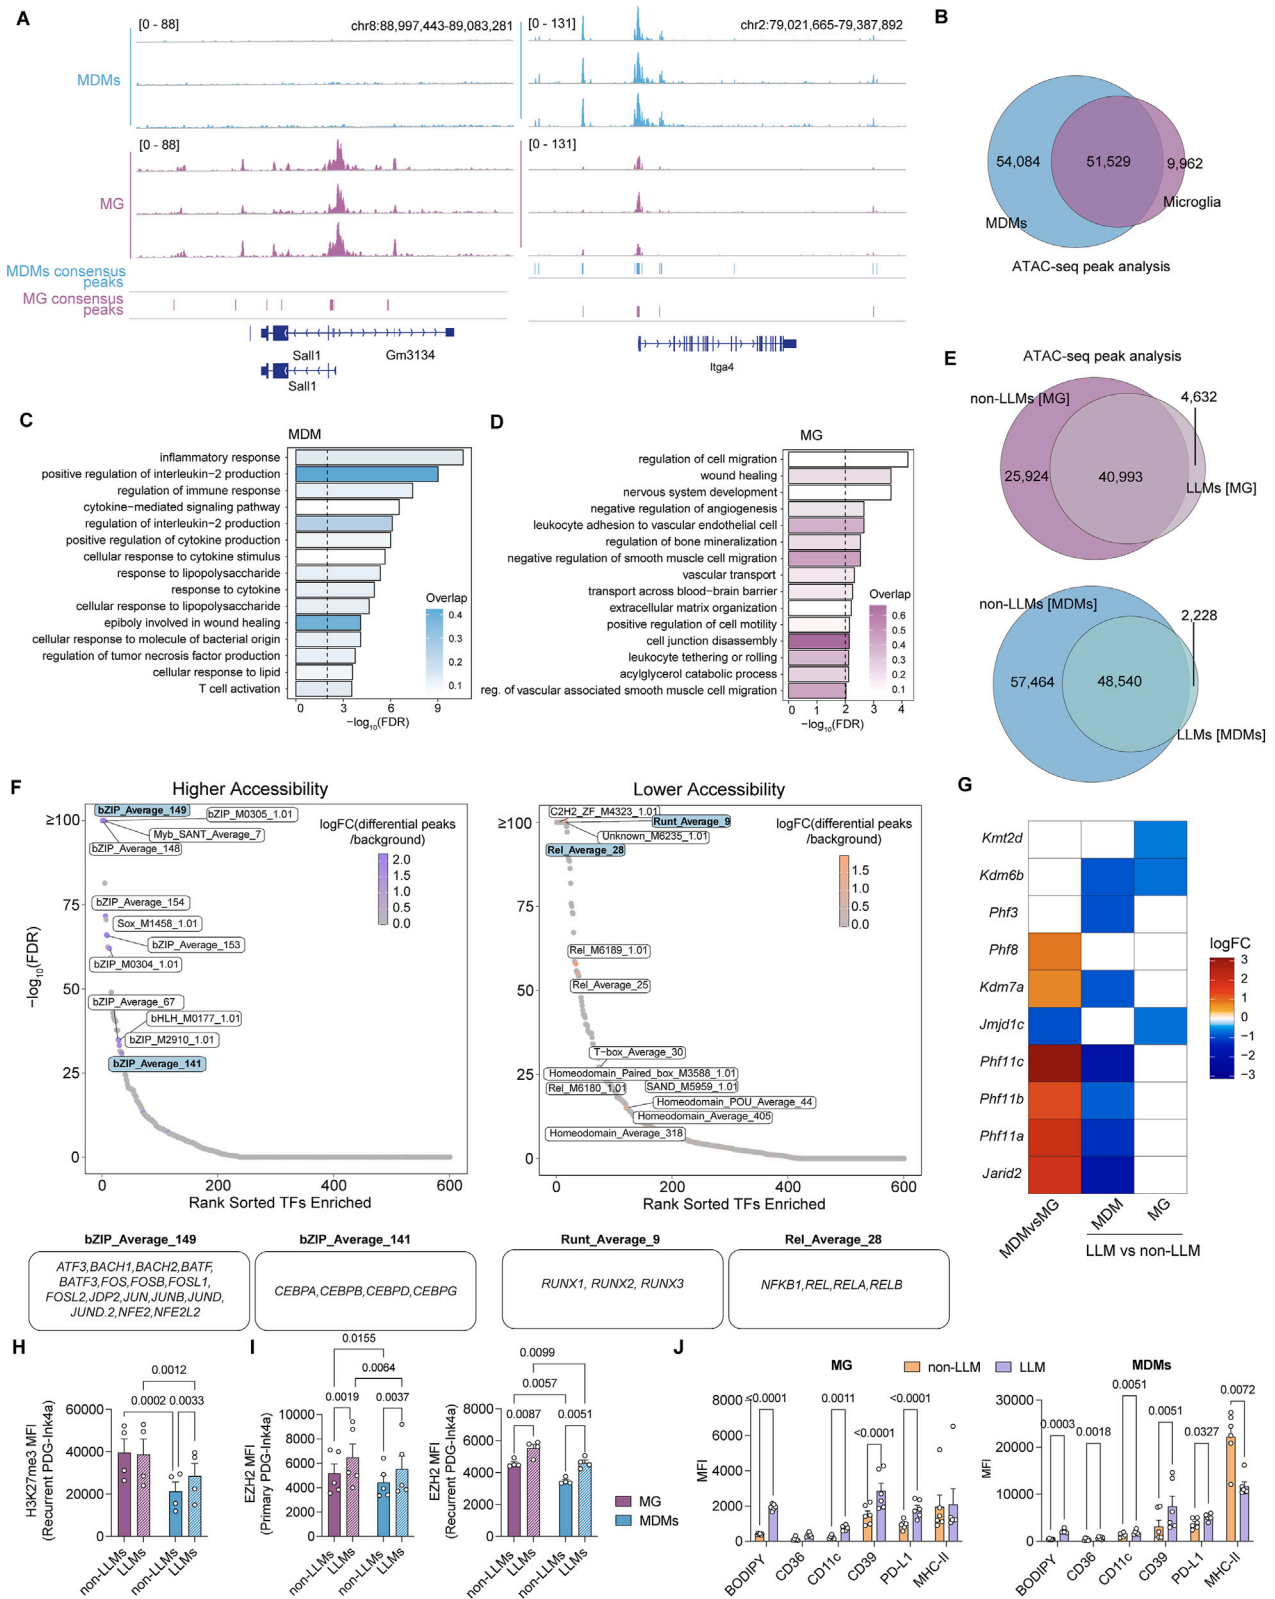 A
[0 - 88]
chr8:88,997,443-89,083,281
[0 - 131]
chr2:79,021,665-79,387,892
MDMs
[0 - 88]
[0 - 131]
MG
MDMs consensus
peaks
MG consensus
peaks
Sall1
Gm3134
Sall1
Itga4
B
54,084
51,529
9,962
MDMs
Microglia
ATAC-seq peak analysis
C
MDM
inflammatory response
positive regulation of interleukin−2 production
regulation of immune response
cytokine−mediated signaling pathway
regulation of interleukin−2 production
positive regulation of cytokine production
cellular response to cytokine stimulus
response to lipopolysaccharide
response to cytokine
cellular response to lipopolysaccharide
epiboly involved in wound healing
cellular response to molecule of bacterial origin
regulation of tumor necrosis factor production
cellular response to lipid
T cell activation
Overlap
0.4
0.3
0.2
0.1
0 3 6 9
−log10(FDR)
D
MG
regulation of cell migration
wound healing
nervous system development
negative regulation of angiogenesis
leukocyte adhesion to vascular endothelial cell
regulation of bone mineralization
negative regulation of smooth muscle cell migration
vascular transport
transport across blood−brain barrier
extracellular matrix organization
positive regulation of cell motility
cell junction disassembly
leukocyte tethering or rolling
acylglycerol catabolic process
reg. of vascular associated smooth muscle cell migration
Overlap
0.6
0.5
0.4
0.3
0.2
0.1
0 1 2 3 4
−log10(FDR)
E
ATAC-seq peak analysis
non-LLMs [MG]
4,632
25,924
40,993
LLMs [MG]
non-LLMs [MDMs]
2,228
57,464
48,540
LLMs [MDMs]
F
Higher Accessibility
≥100
75
50
25
0
−log10(FDR)
bZIP_Average_149
bZIP_M0305_1.01
Myb_SANT_Average_7
bZIP_Average_148
bZIP_Average_154
Sox_M1458_1.01
bZIP_Average_153
bZIP_M0304_1.01
bZIP_Average_67
bHLH_M0177_1.01
bZIP_M2910_1.01
bZIP_Average_141
logFC(differential peaks
/background)
2.0
1.5
1.0
0.5
0.0
0 200 400 600
Rank Sorted TFs Enriched
Lower Accessibility
≥100
75
50
25
0
C2H2_ZF_M4323_1.01
Runt_Average_9
Unknown_M6235_1.01
Rel_Average_28
Rel_M6189_1.01
Rel_Average_25
T−box_Average_30
Homeodomain_Paired_box_M3588_1.01
Rel_M6180_1.01
SAND_M5959_1.01
Homeodomain_POU_Average_44
Homeodomain_Average_405
Homeodomain_Average_318
logFC(differential peaks
/background)
1.5
1.0
0.5
0.0
0 200 400 600
Rank Sorted TFs Enriched
bZIP_Average_149
ATF3,BACH1,BACH2,BATF,
BATF3,FOS,FOSB,FOSL1,
FOSL2,JDP2,JUN,JUNB,JUND,
JUND.2,NFE2,NFE2L2
bZIP_Average_141
CEBPA,CEBPB,CEBPD,CEBPG
Runt_Average_9
RUNX1, RUNX2, RUNX3
Rel_Average_28
NFKB1,REL,RELA,RELB
G
Kmt2d
Kdm6b
Phf3
Phf8
Kdm7a
Jmjd1c
Phf11c
Phf11b
Phf11a
Jarid2
logFC
3
2
1
0
−1
−2
−3
MDMvsMG
MDM
MG
LLM vs non-LLM
H
0.0012
0.0002
0.0033
60000
40000
20000
0
H3K27me3 MFI
(Recurrent PDG-Ink4a)
non-LLMs
LLMs
non-LLMs
LLMs
I
0.0155
0.0064
0.0019
0.0037
10000
8000
6000
4000
2000
0
EZH2 MFI
(Primary PDG-Ink4a)
non-LLMs
LLMs
non-LLMs
LLMs
0.0099
0.0057
0.0087
0.0051
8000
6000
4000
2000
0
EZH2 MFI
(Recurrent PDG-Ink4a)
non-LLMs
LLMs
non-LLMs
LLMs
MG
MDMs
J
MG
non-LLM
LLM
MDMs
<0.0001
0.0011
<0.0001
<0.0001
8000
6000
4000
2000
0
MFI
BODIPY
CD36
CD11c
CD39
PD-L1
MHC-II
0.0003
0.0018
0.0051
0.0051
0.0327
0.0072
30000
20000
10000
0
MFI
BODIPY
CD36
CD11c
CD39
PD-L1
MHC-II